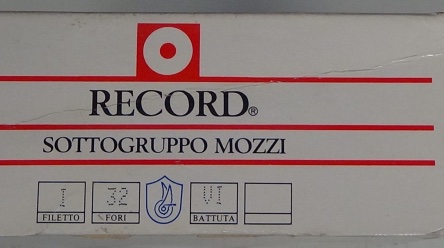 RECORD®
SOTTOGRUPPO MOZZI
I 32 VI
FILETTO FORI BATTUTA